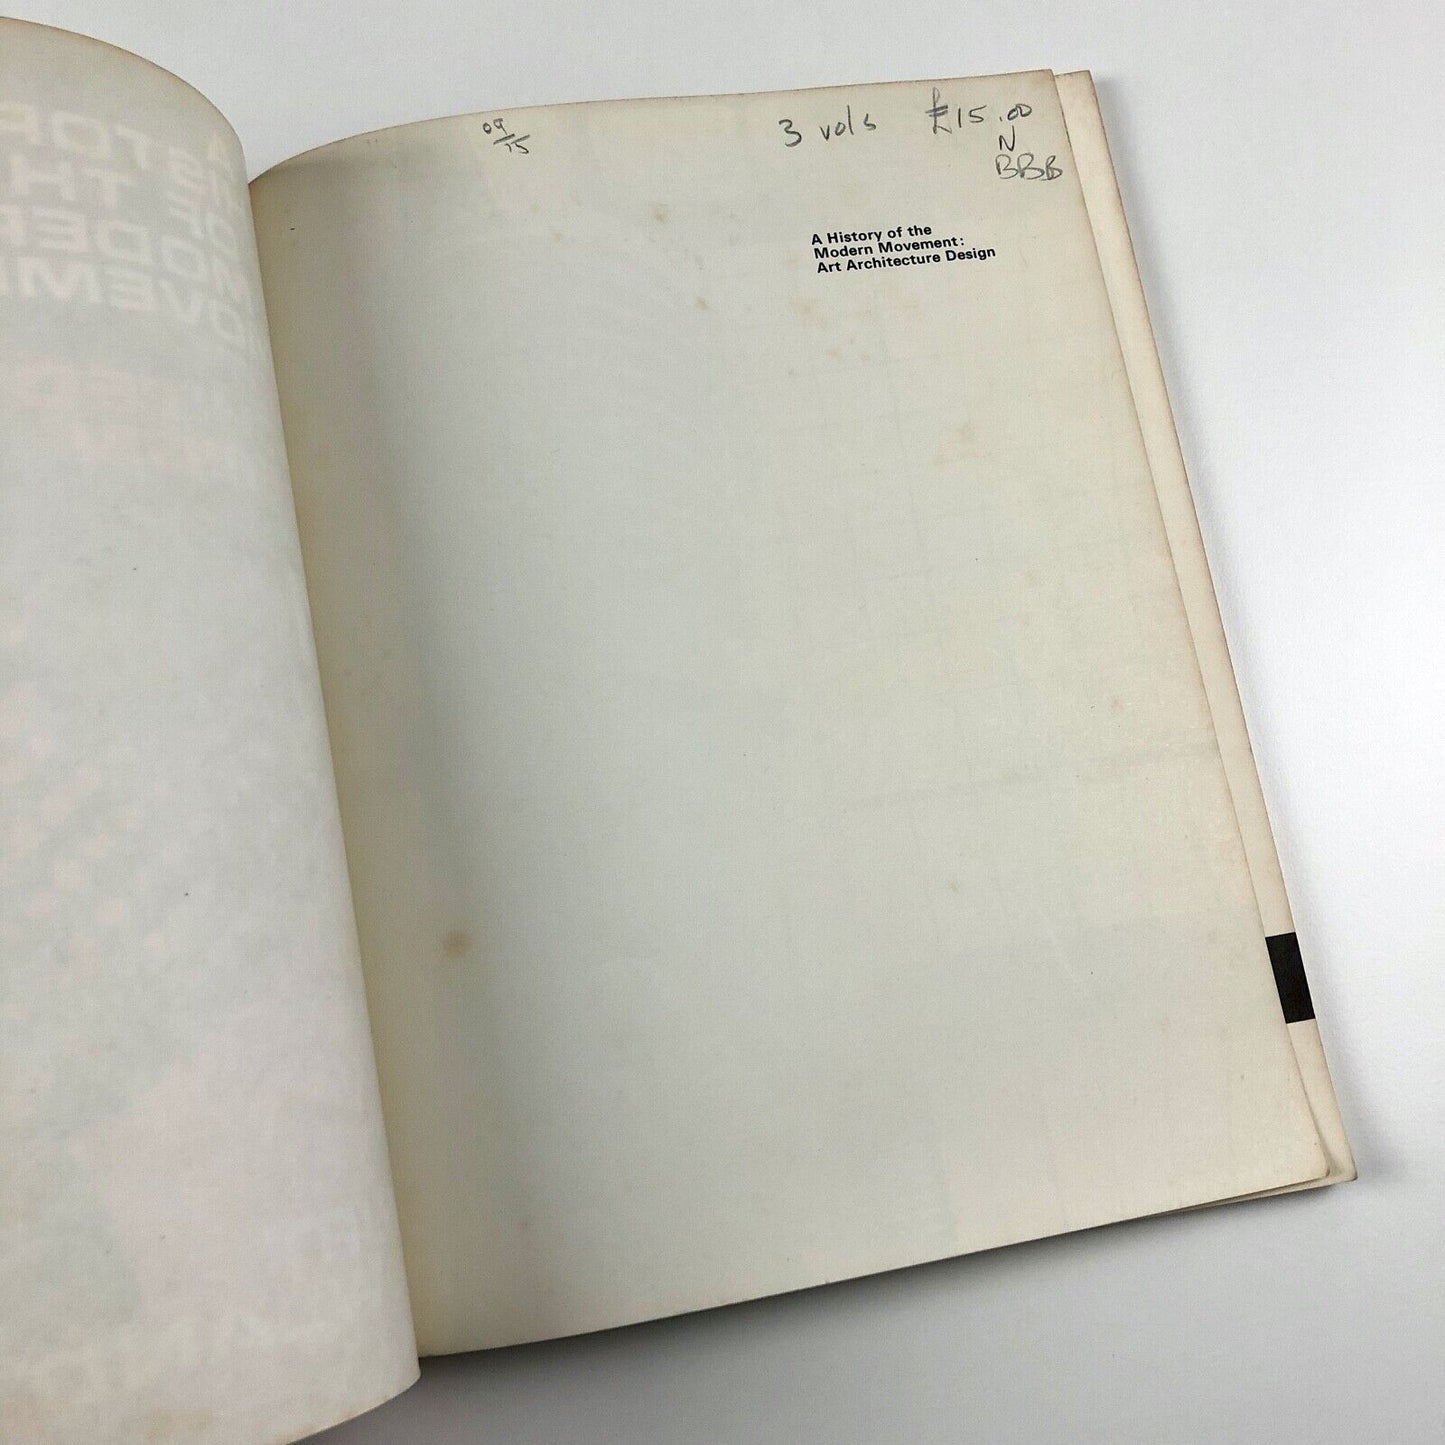 09
15
3 vols £15.00
N
BBB
A History of the
Modern Movement:
Art Architecture Design